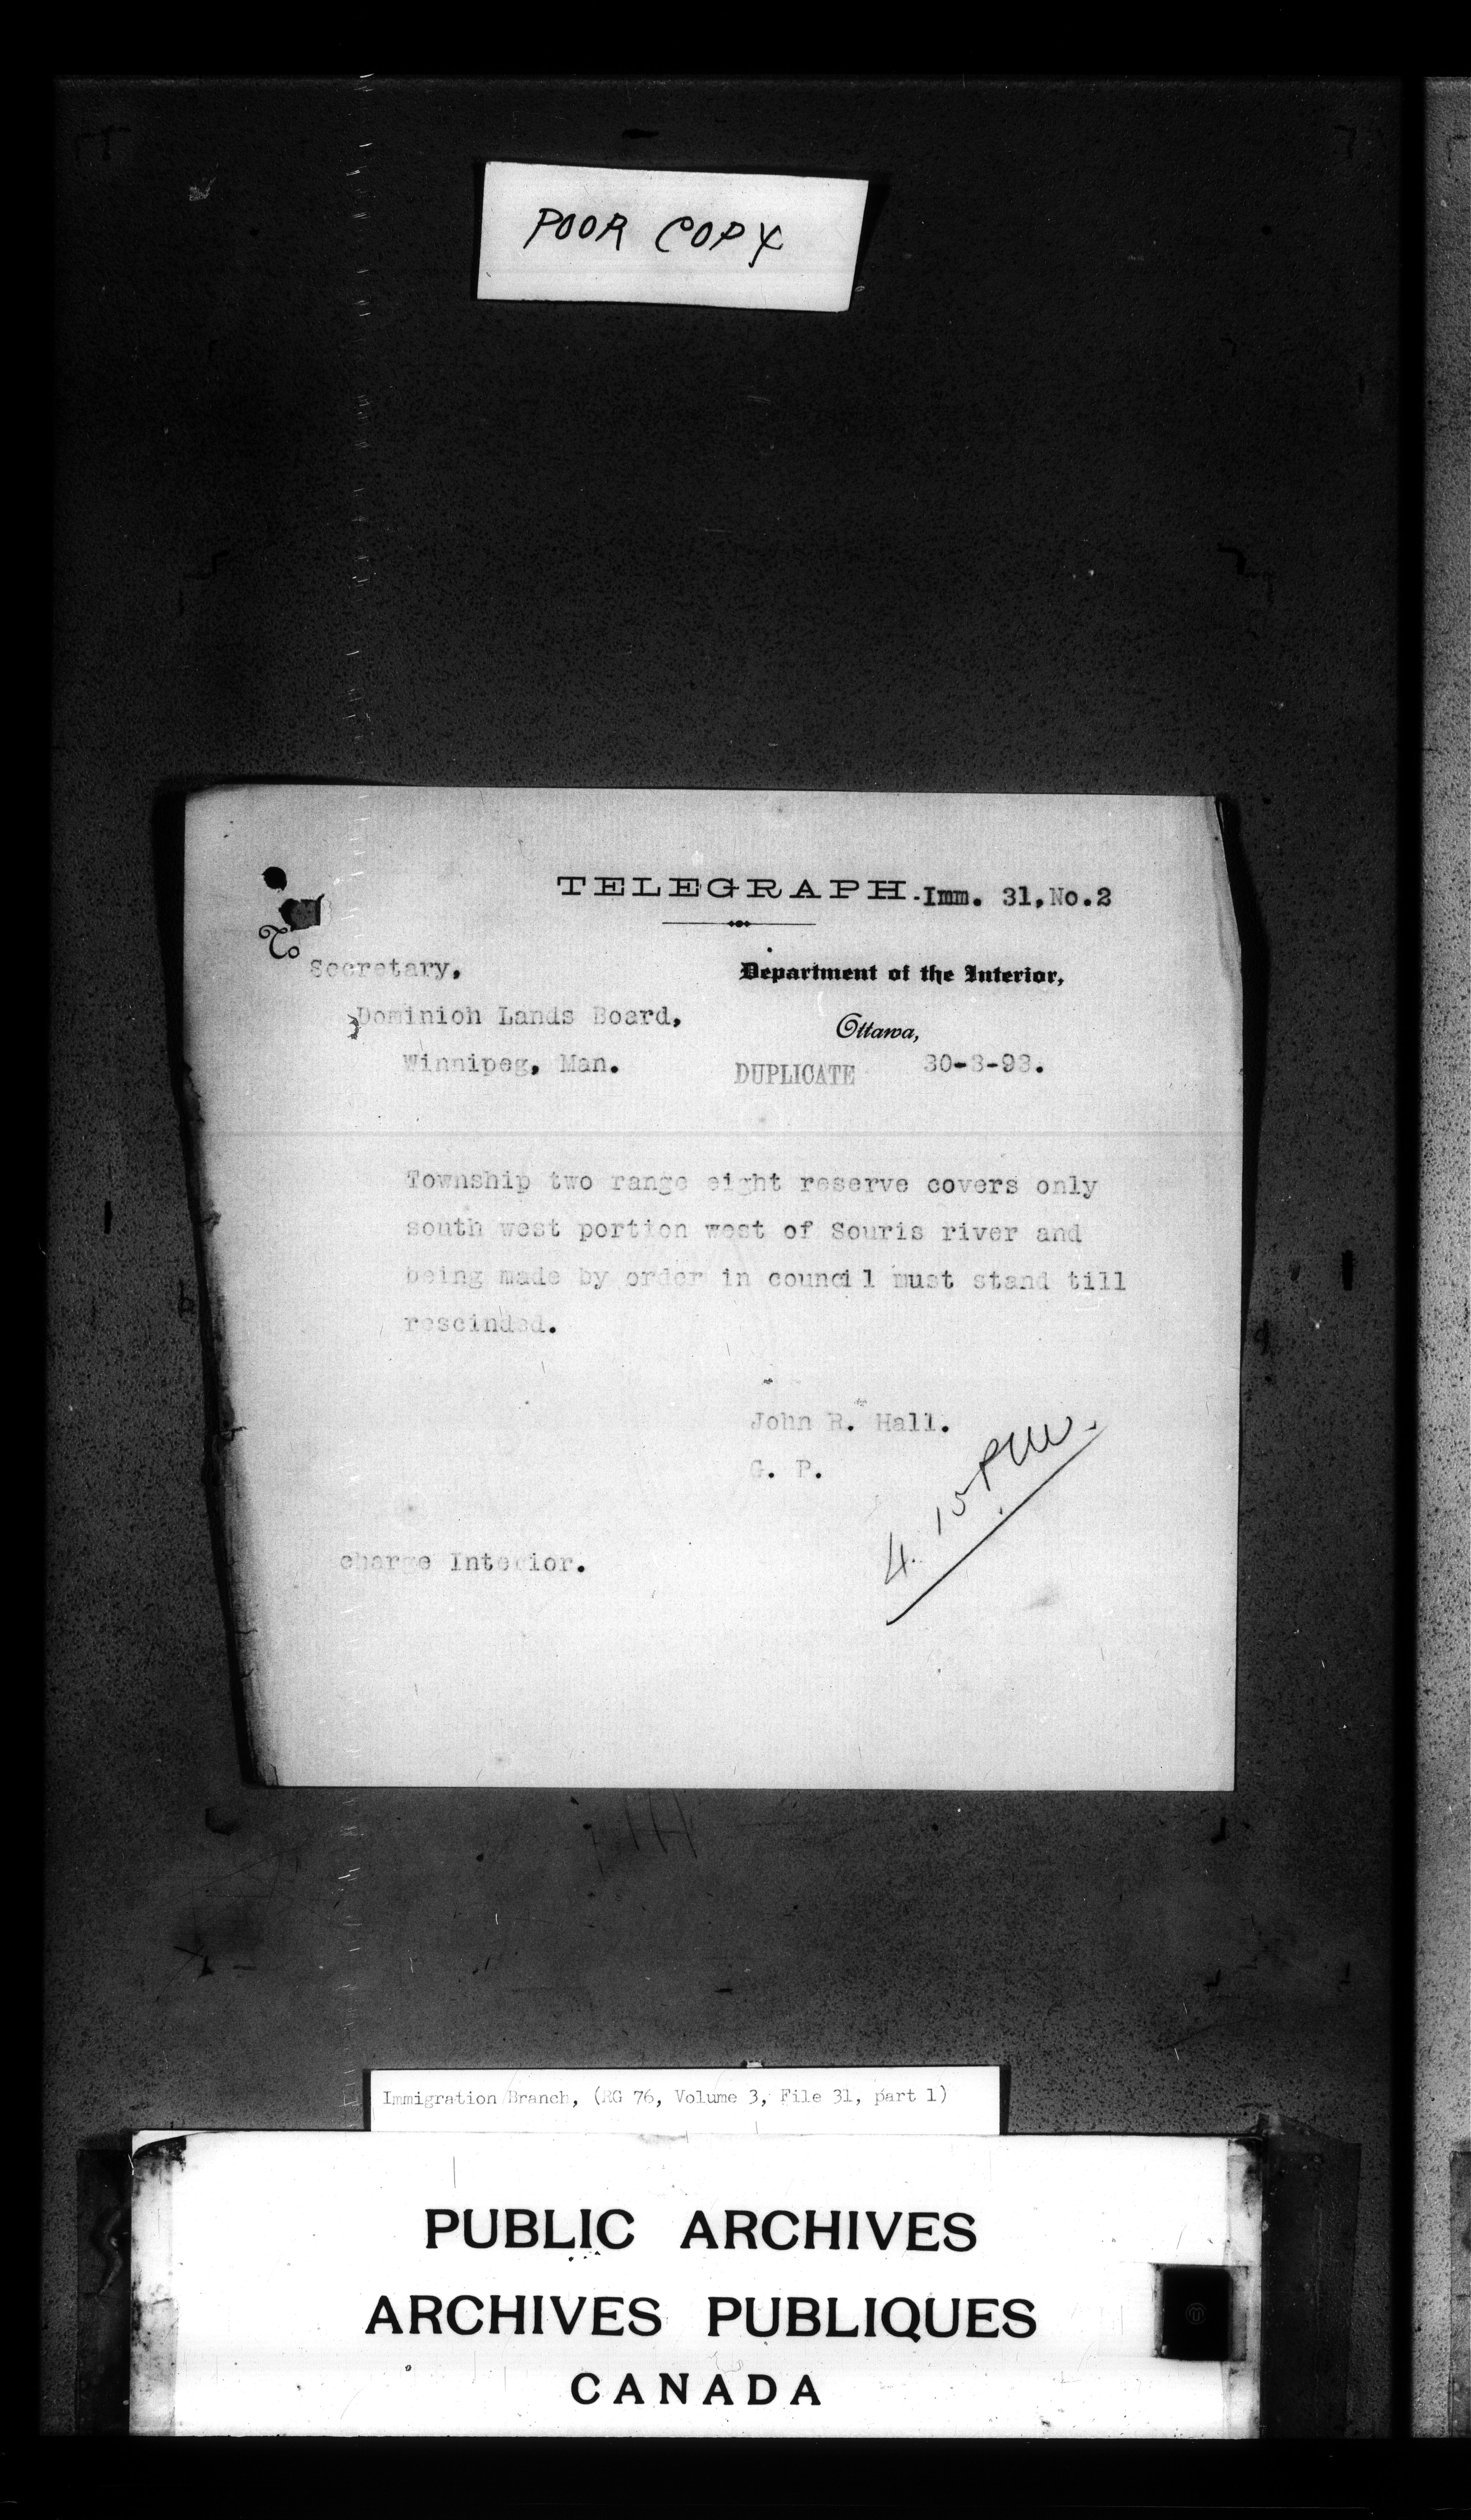 POOR COPY
TELEGRAPH. Imm. 31, No.2
To
Secretary,
Department of the Interior,
Dominion Lands Board,
Ottawa,
Winnipeg, Man.
DUPLICATE 30-3-93.
Township two range eight reserve covers only
south west portion west of Souris river and
being made by order in council must stand till
rescinded.
John R. Hall.
G. P.
4.15 PM.
charge Interior.
Immigration Branch, (RG 76, Volume 3, File 31, part 1)
PUBLIC ARCHIVES
ARCHIVES PUBLIQUES
CANADA